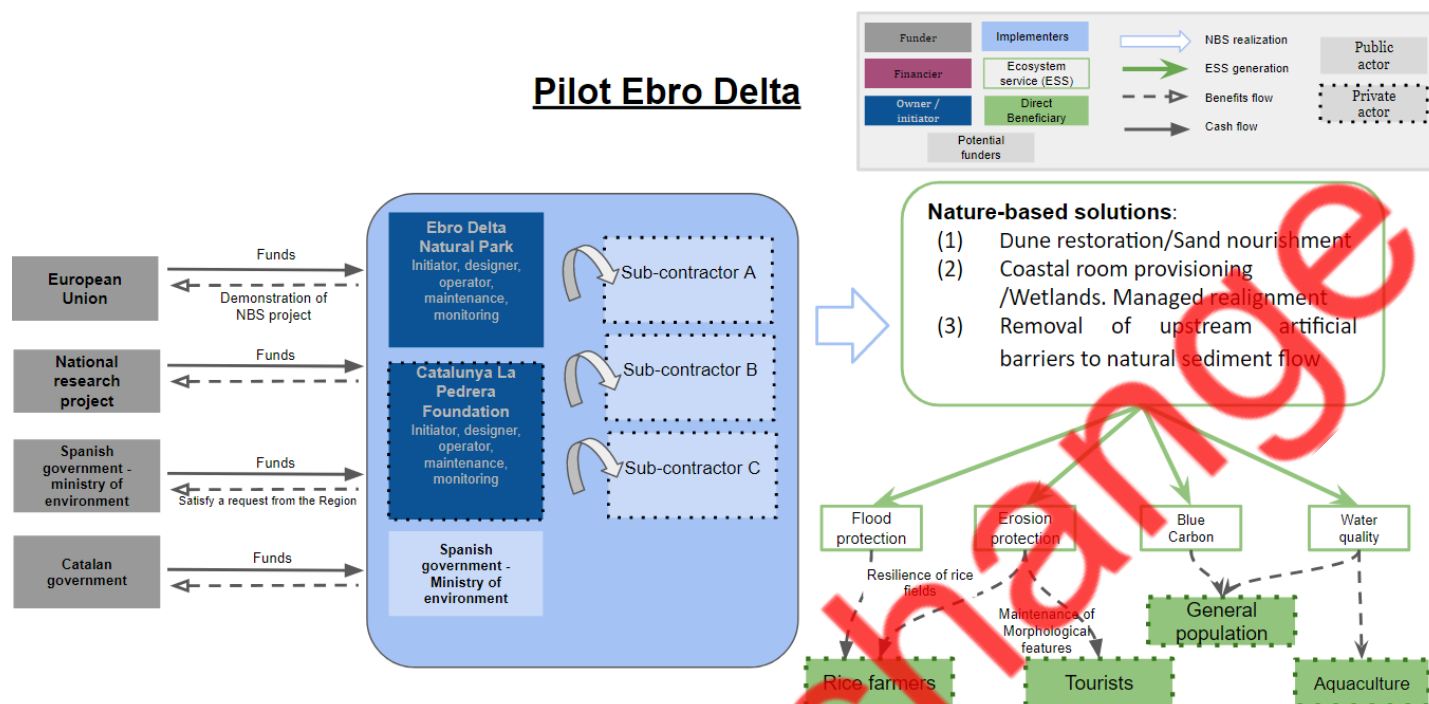 Pilot Ebro Delta
Funder
Implementers
NBS realization
Public
actor
Financier
Ecosystem
service (ESS)
ESS generation
Owner /
initiator
Direct
Beneficiary
Benefits flow
Private
actor
Potential
funders
Cash flow
European
Union
Funds
Demonstration of
NBS project
National
research
project
Funds
Spanish
government -
ministry of
environment
Funds
Satisfy a request from the Region
Catalan
government
Funds
Ebro Delta
Natural Park
Initiator, designer,
operator,
maintenance,
monitoring
Catalunya La
Pedrera
Foundation
Initiator, designer,
operator,
maintenance,
monitoring
Spanish
government -
Ministry of
environment
Sub-contractor A
Sub-contractor B
Sub-contractor C
Nature-based solutions:
(1) Dune restoration/Sand nourishment
(2) Coastal room provisioning
/Wetlands. Managed realignment
(3) Removal of upstream artificial
barriers to natural sediment flow
Flood
protection
Erosion
protection
Blue
Carbon
Water
quality
Resilience of rice
fields
Maintenance of
Morphological
features
General
population
Rice farmers
Tourists
Aquaculture
hange